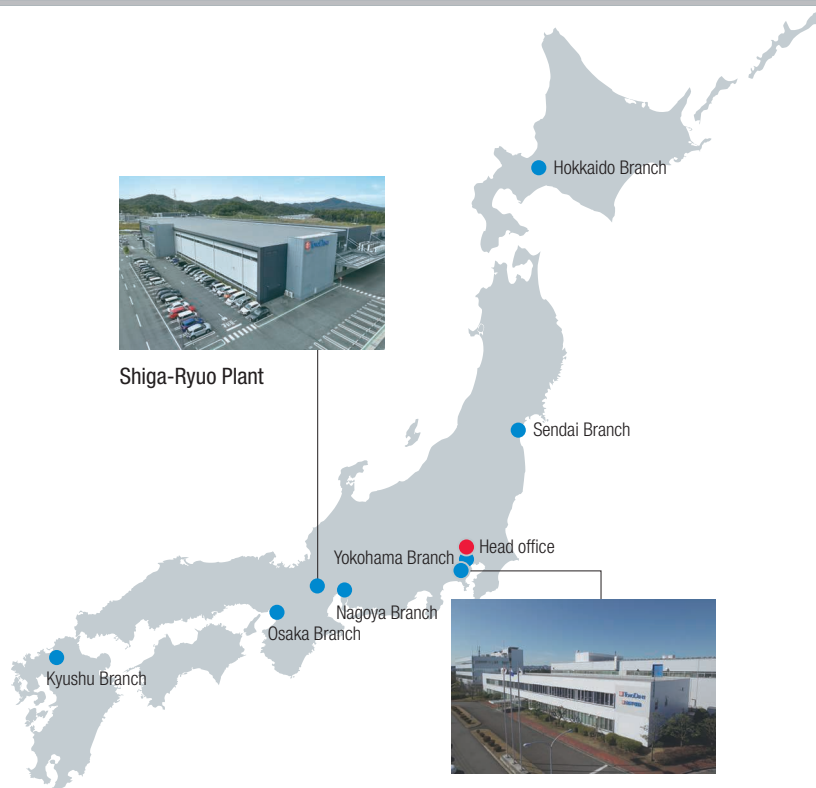 Hokkaido Branch
Shiga-Ryuo Plant
Sendai Branch
Head office
Yokohama Branch
Nagoya Branch
Osaka Branch
Kyushu Branch